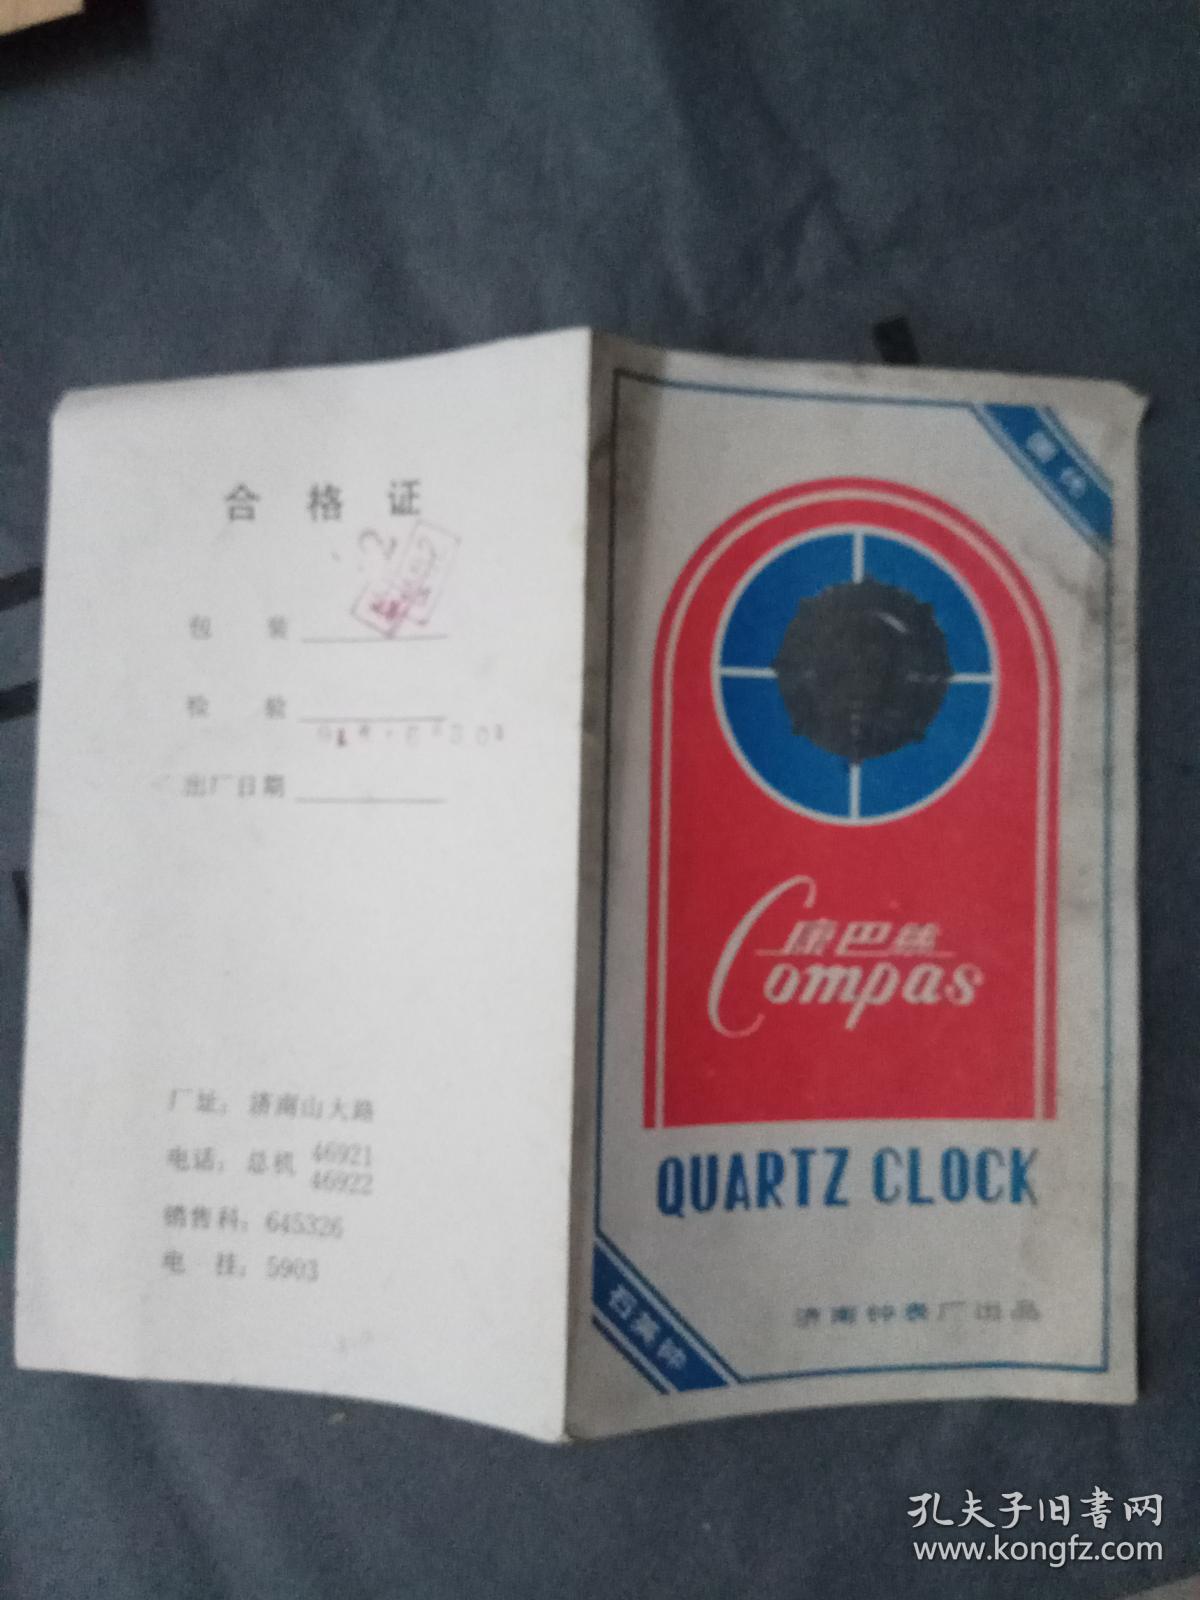 合格证
包装
检验
出厂日期
厂址：济南山大路
电话：总机 46921
46922
销售科：645326
电挂：5903
康巴丝
Compas
QUARTZ CLOCK
石英钟
济南钟表厂出品
孔夫子旧书网
www.kongfz.com